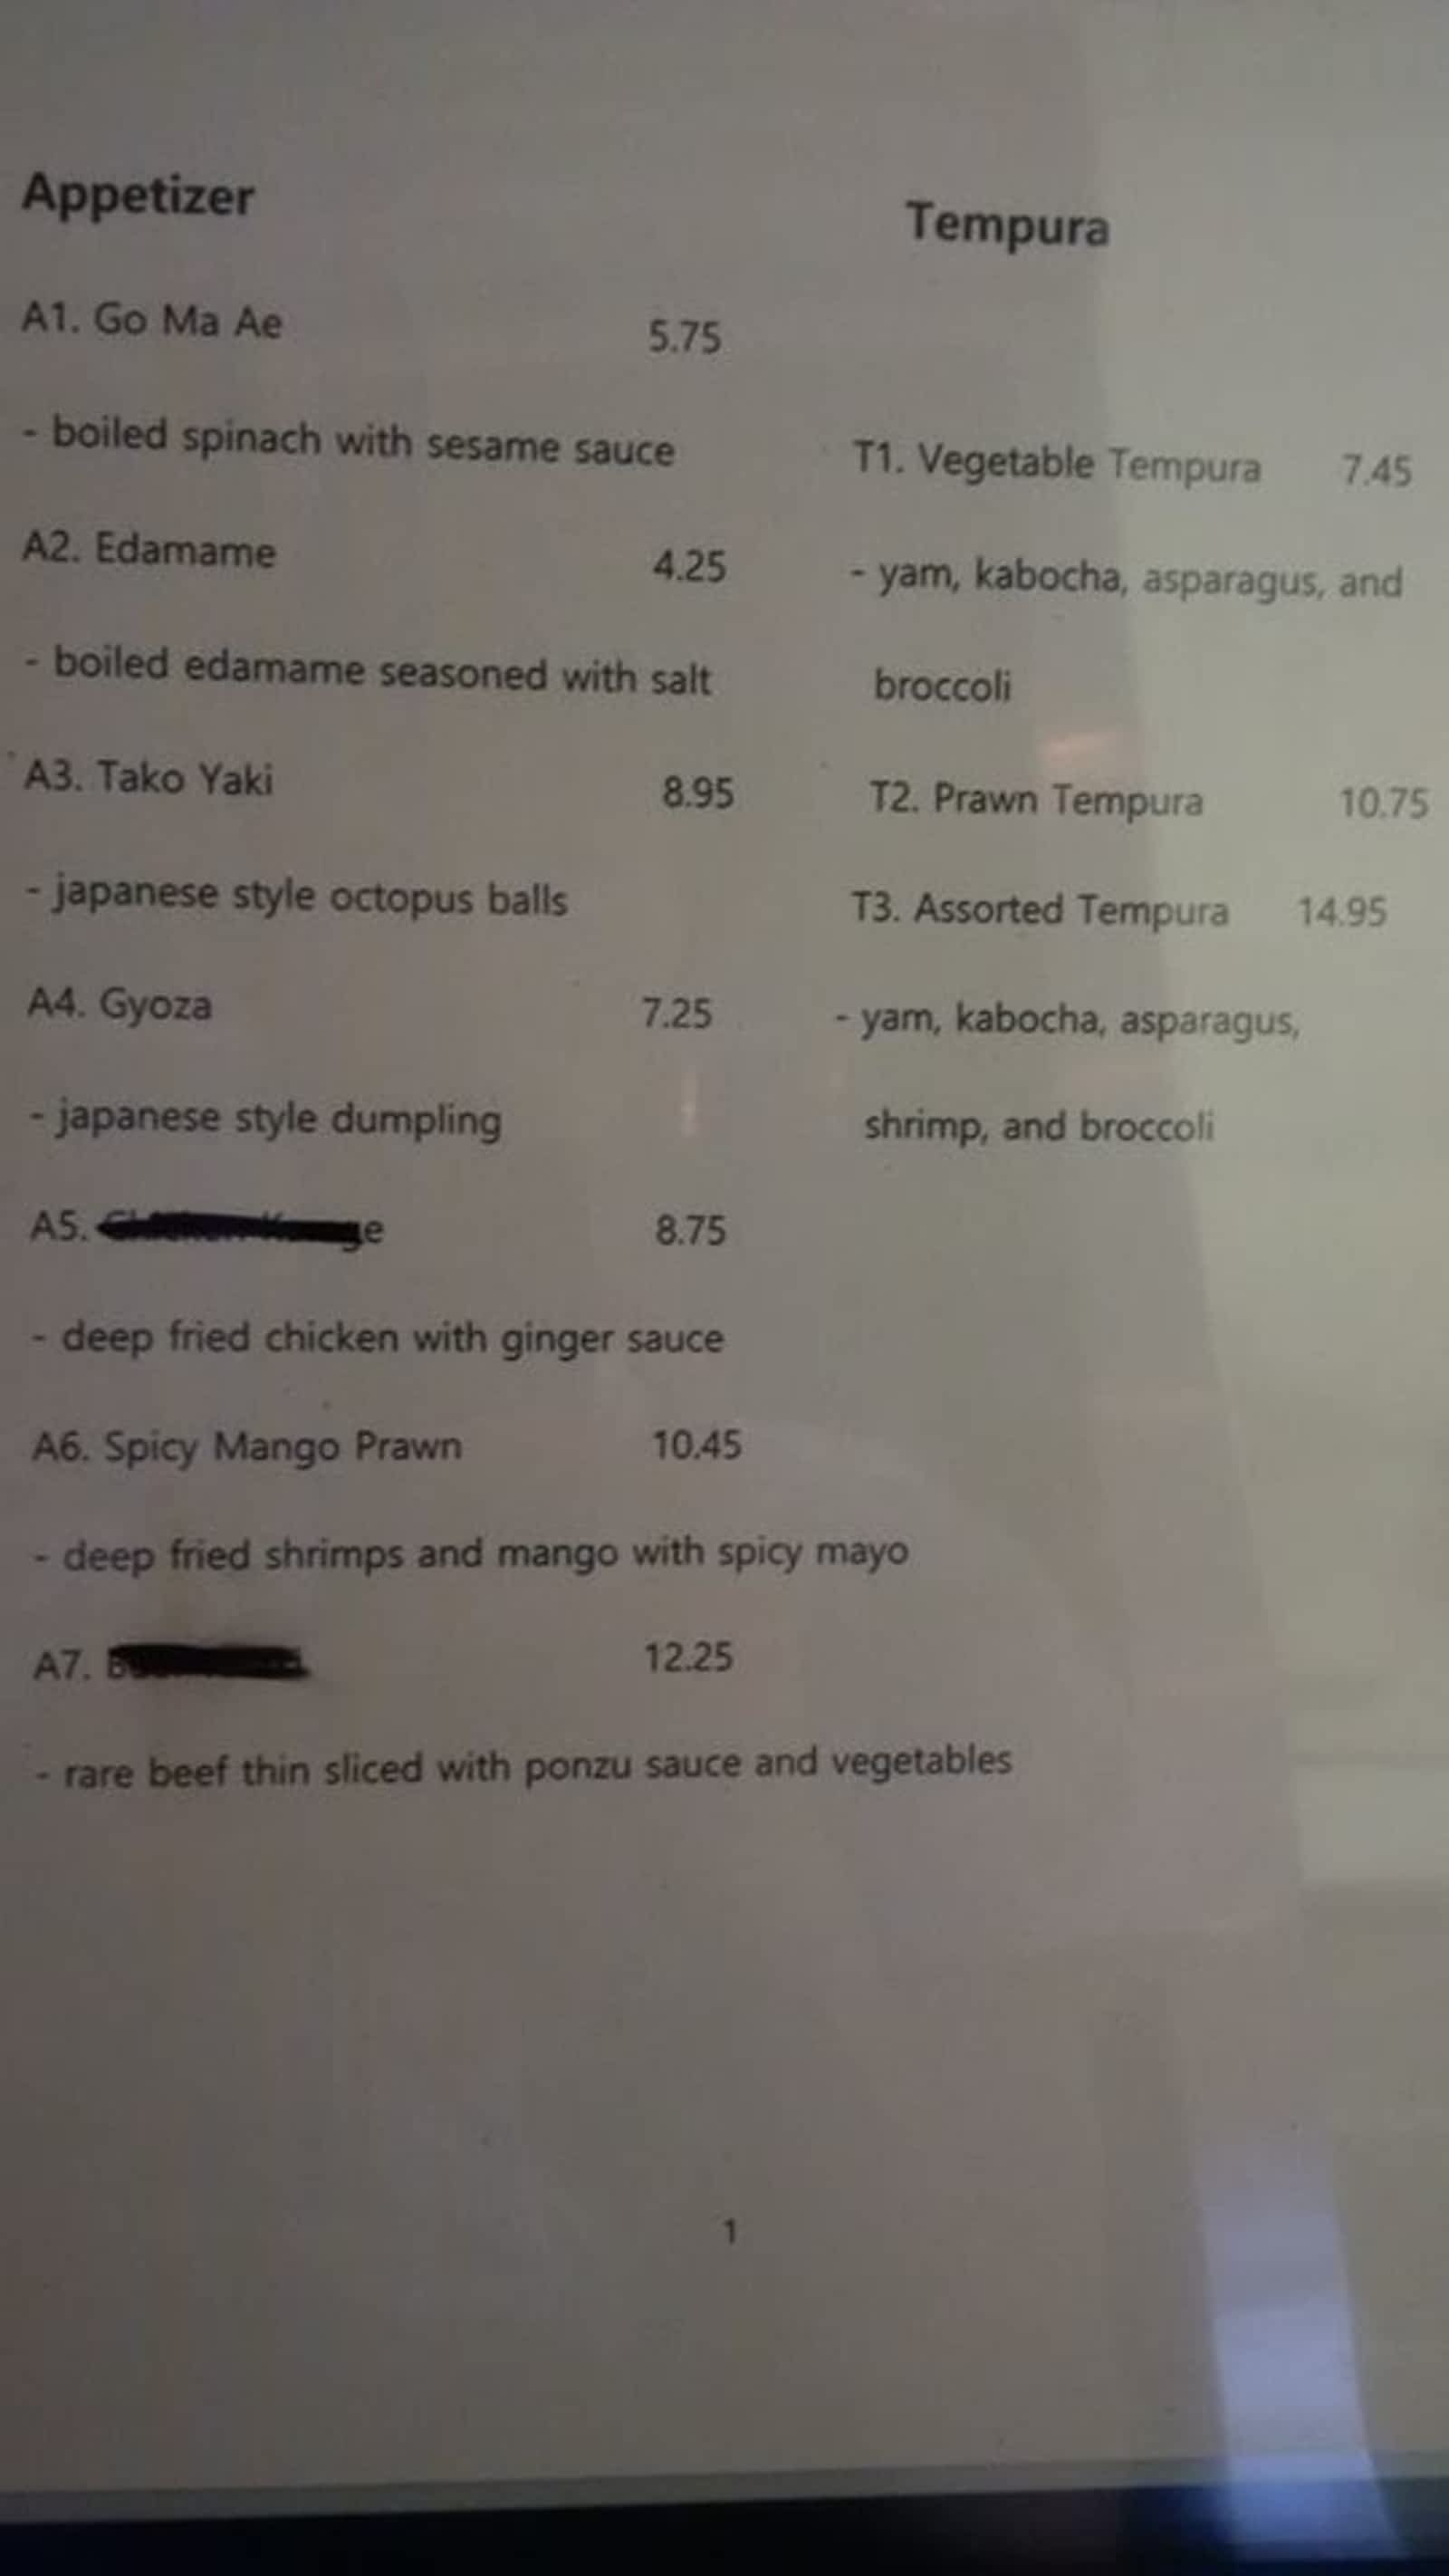 Appetizer
A1. Go Ma Ae 5.75
- boiled spinach with sesame sauce
A2. Edamame 4.25
- boiled edamame seasoned with salt
A3. Tako Yaki 8.95
- japanese style octopus balls
A4. Gyoza 7.25
- japanese style dumpling
A5. 8.75
- deep fried chicken with ginger sauce
A6. Spicy Mango Prawn 10.45
- deep fried shrimps and mango with spicy mayo
A7. 12.25
- rare beef thin sliced with ponzu sauce and vegetables
Tempura
T1. Vegetable Tempura 7.45
- yam, kabocha, asparagus, and
broccoli
T2. Prawn Tempura 10.75
T3. Assorted Tempura 14.95
- yam, kabocha, asparagus,
shrimp, and broccoli
1